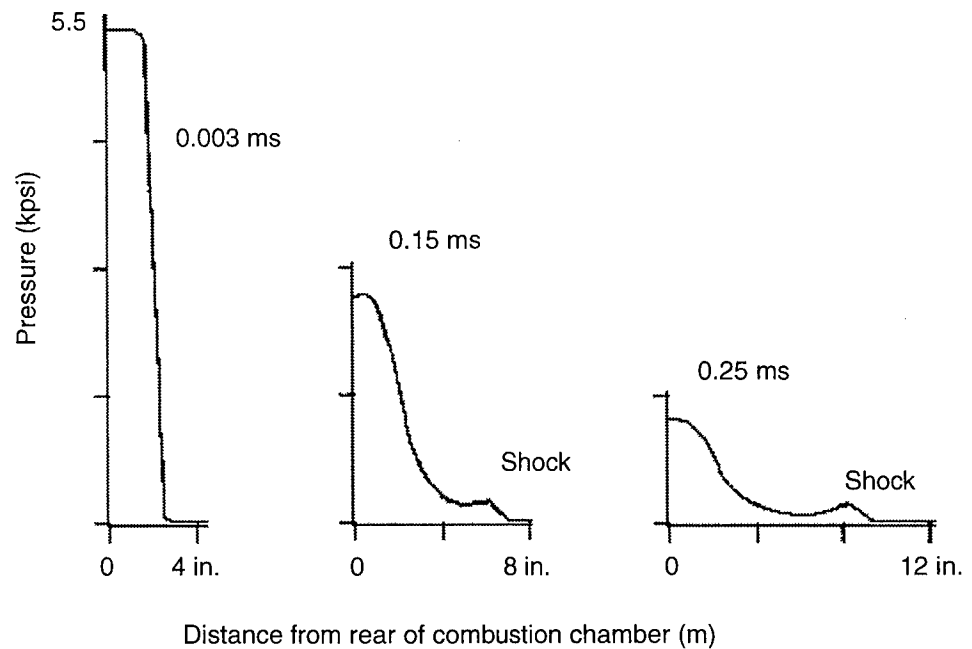 5.5
0.003 ms
Pressure (kpsi)
0.15 ms
0.25 ms
Shock
Shock
0 4 in.
0 8 in.
0 12 in.
Distance from rear of combustion chamber (m)